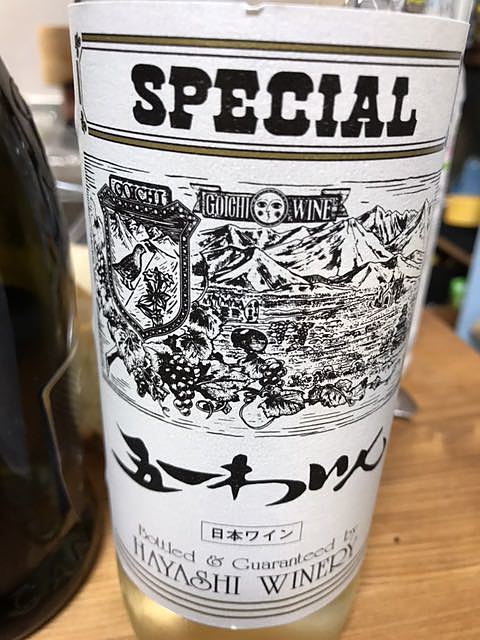 SPECIAL
GOICHI
GOICHI WINE
五一わいん
日本ワイン
Bottled & Guaranteed by
HAYASHI WINERY